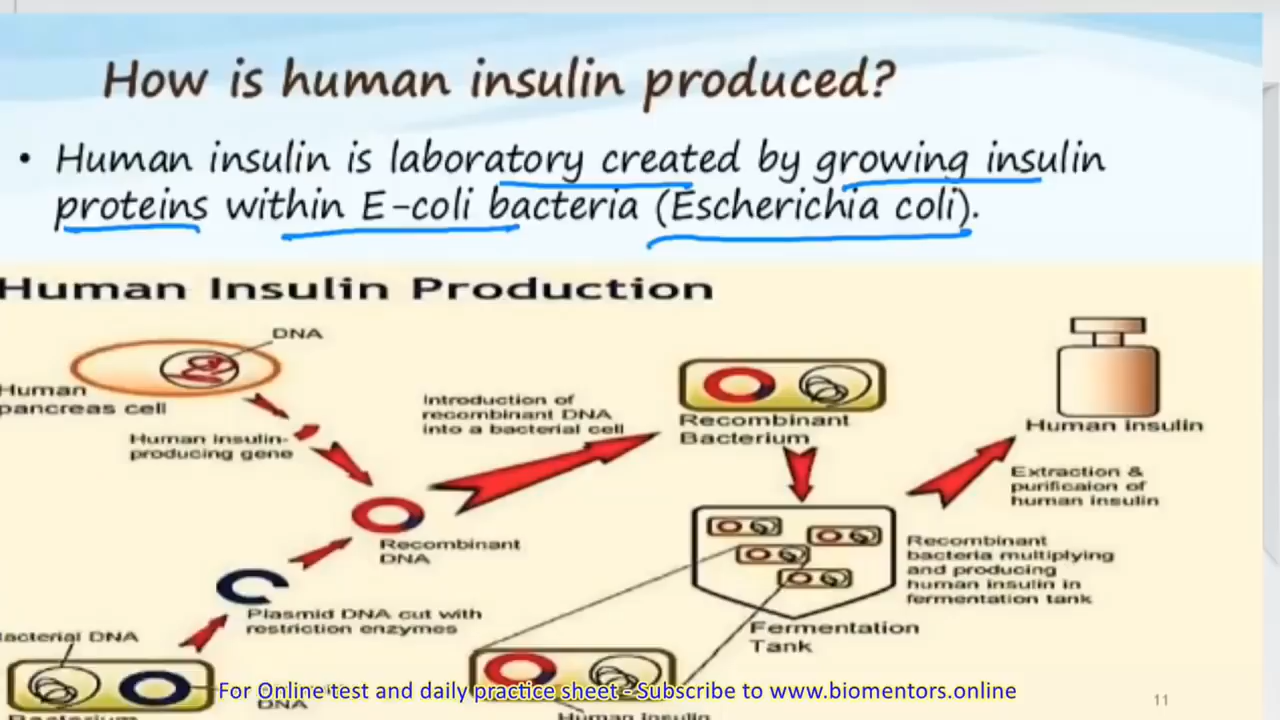 How is human insulin produced?
• Human insulin is laboratory created by growing insulin
proteins within E-coli bacteria (Escherichia coli).
Human Insulin Production
DNA
Human
pancreas cell
Human insulin-
producing gene
Introduction of
recombinant DNA
into a bacterial cell
Recombinant
Bacterium
Human insulin
Extraction &
purificaion of
human insulin
Recombinant
DNA
Recombinant
bacteria multiplying
and producing
human insulin in
fermentation tank
Plasmid DNA cut with
restriction enzymes
Fermentation
Tank
Bacterial DNA
DNA
Bacterium
Human Insulin
For Online test and daily practice sheet - Subscribe to www.biomentors.online
11